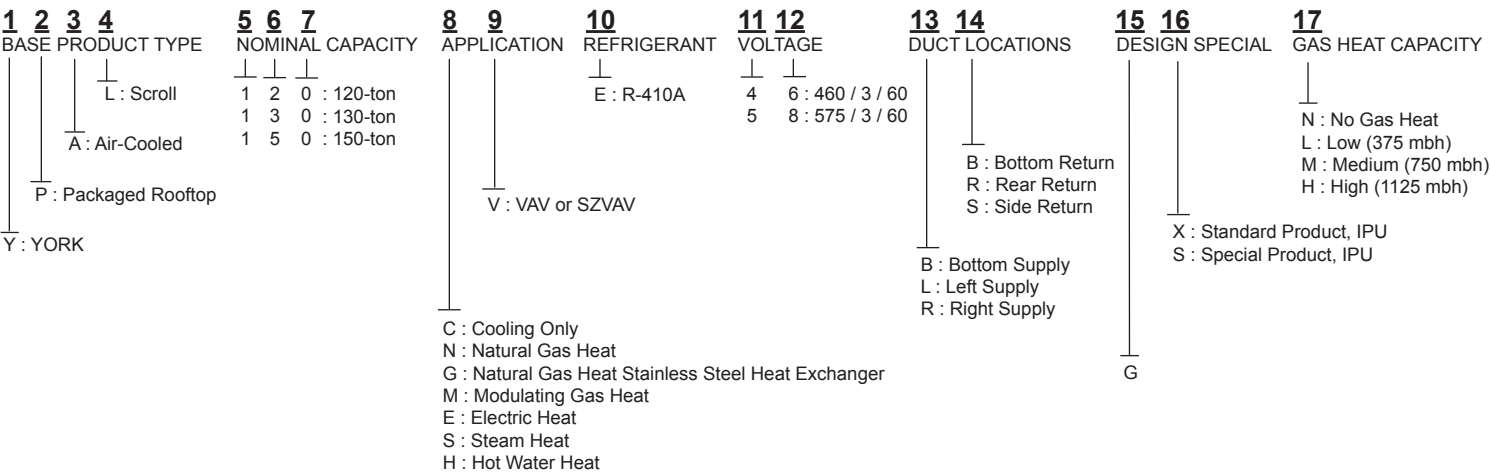 1 2 3 4 5 6 7 8 9 10 11 12 13 14 15 16 17
BASE PRODUCT TYPE NOMINAL CAPACITY APPLICATION REFRIGERANT VOLTAGE DUCT LOCATIONS DESIGN SPECIAL GAS HEAT CAPACITY
L : Scroll
A : Air-Cooled
P : Packaged Rooftop
Y : YORK
1 2 0 : 120-ton
1 3 0 : 130-ton
1 5 0 : 150-ton
V : VAV or SZVAV
C : Cooling Only
N : Natural Gas Heat
G : Natural Gas Heat Stainless Steel Heat Exchanger
M : Modulating Gas Heat
E : Electric Heat
S : Steam Heat
H : Hot Water Heat
E : R-410A
4 6 : 460 / 3 / 60
5 8 : 575 / 3 / 60
B : Bottom Return
R : Rear Return
S : Side Return
B : Bottom Supply
L : Left Supply
R : Right Supply
X : Standard Product, IPU
S : Special Product, IPU
G
N : No Gas Heat
L : Low (375 mbh)
M : Medium (750 mbh)
H : High (1125 mbh)